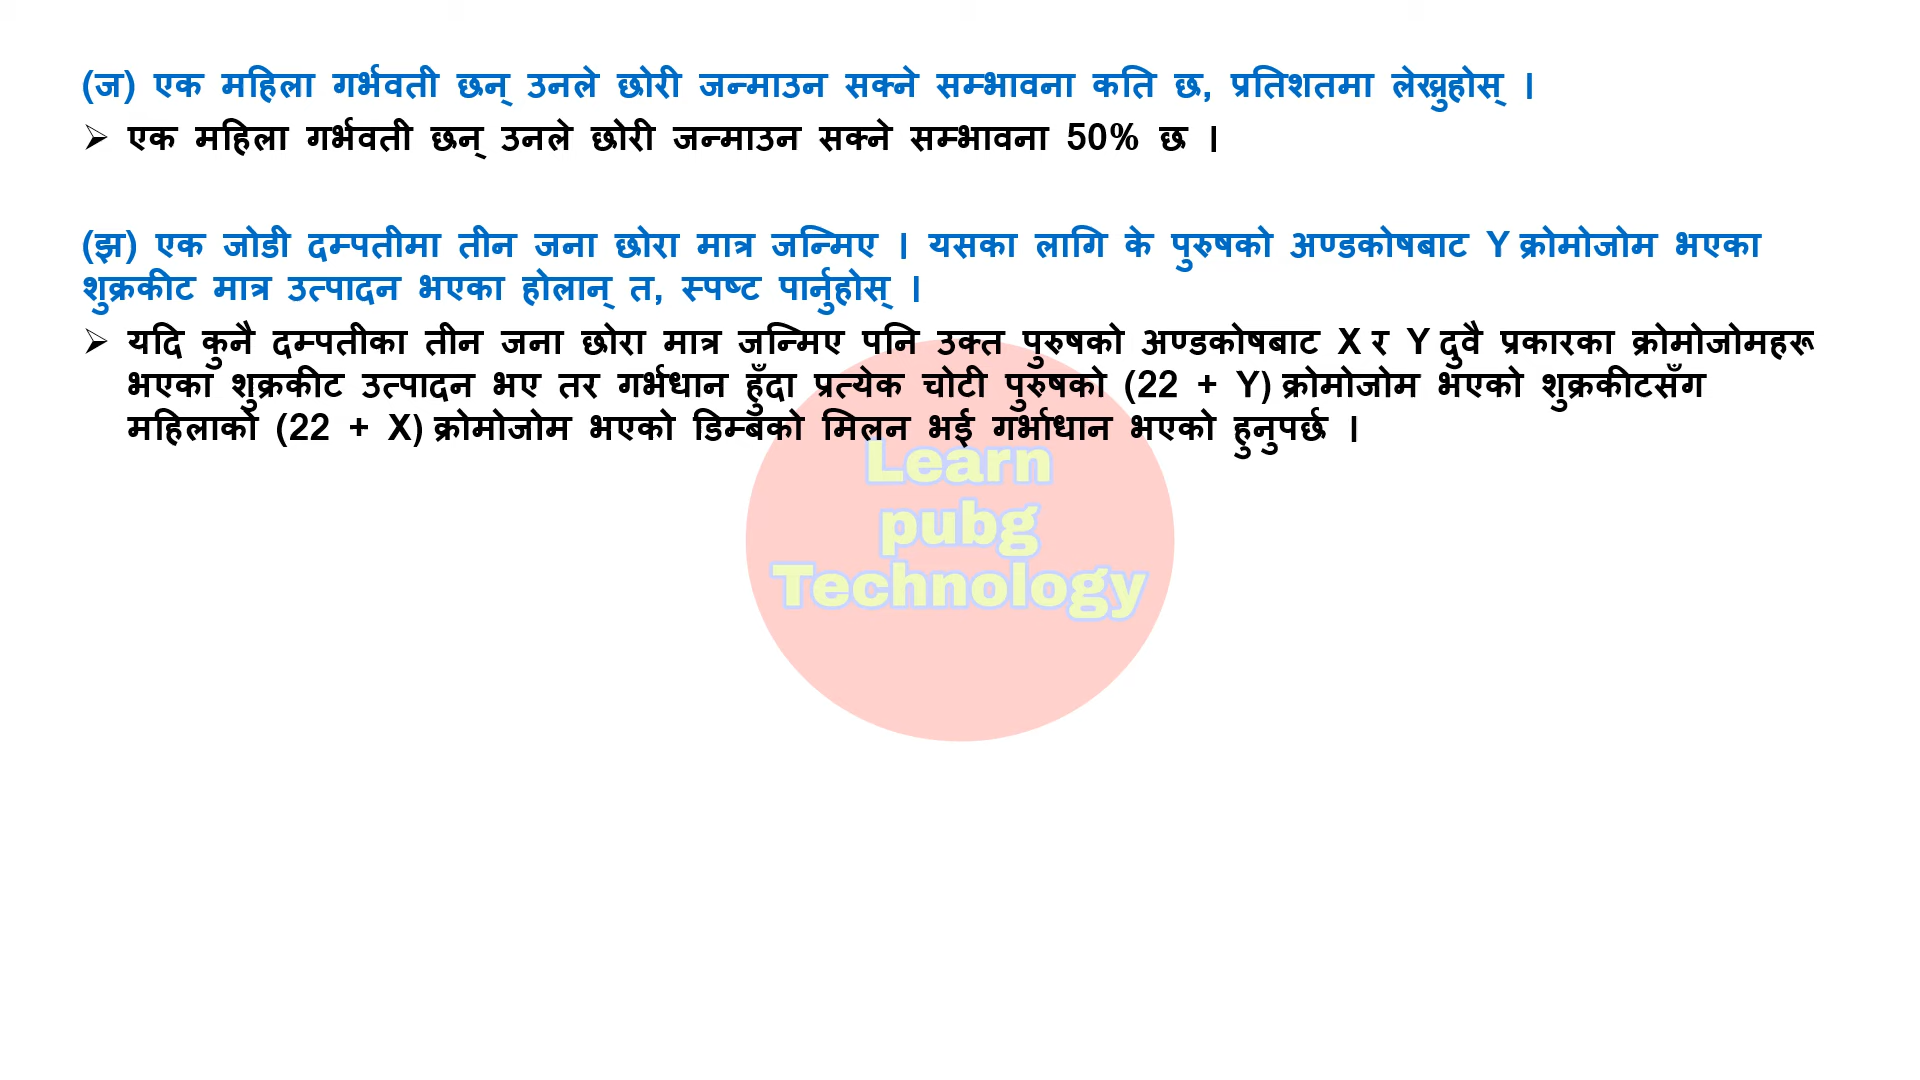 (ज) एक महिला गर्भवती छन् उनले छोरी जन्माउन सक्ने सम्भावना कति छ, प्रतिशतमा लेख्नुहोस् ।
➢ एक महिला गर्भवती छन् उनले छोरी जन्माउन सक्ने सम्भावना 50% छ ।
(झ) एक जोडी दम्पतीमा तीन जना छोरा मात्र जन्मिए । यसका लागि के पुरुषको अण्डकोषबाट Y क्रोमोजोम भएका
शुक्रकीट मात्र उत्पादन भएका होलान् त, स्पष्ट पार्नुहोस् ।
➢ यदि कुनै दम्पतीका तीन जना छोरा मात्र जन्मिए पनि उक्त पुरुषको अण्डकोषबाट X र Y दुवै प्रकारका क्रोमोजोमहरू
भएका शुक्रकीट उत्पादन भए तर गर्भधान हुँदा प्रत्येक चोटी पुरुषको (22 + Y) क्रोमोजोम भएको शुक्रकीटसँग
महिलाको (22 + X) क्रोमोजोम भएको डिम्बको मिलन भई गर्भाधान भएको हुनुपर्छ ।
Learn
pubg
Technology